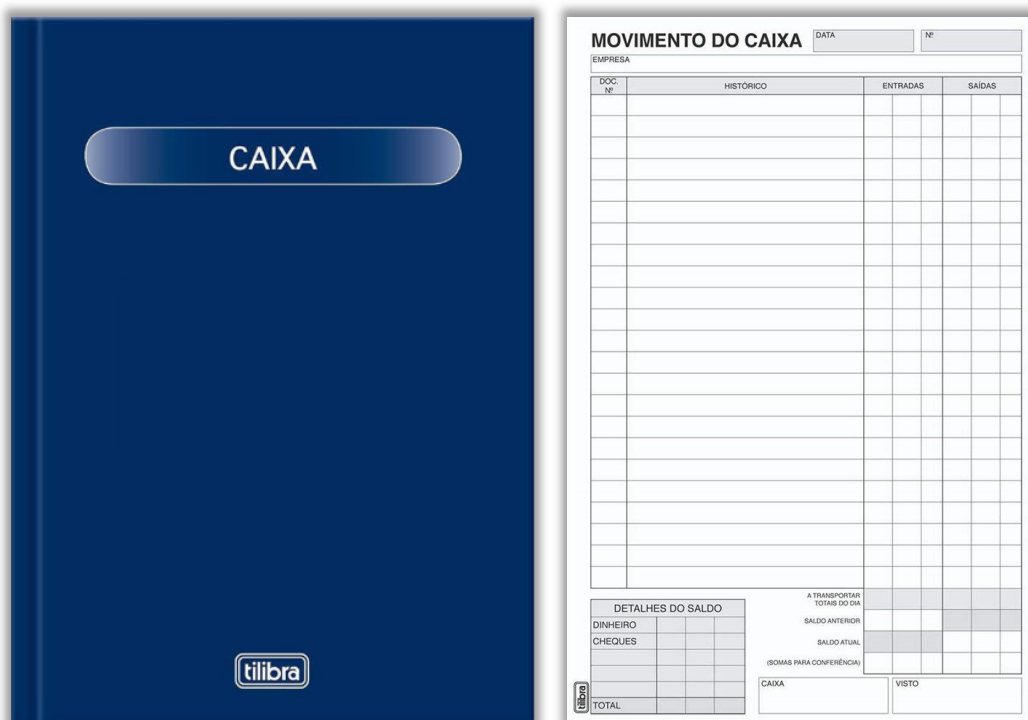 CAIXA
tilibra
MOVIMENTO DO CAIXA
DATA
Nº
EMPRESA
DOC. Nº
HISTÓRICO
ENTRADAS
SAÍDAS
A TRANSPORTAR
TOTAIS DO DIA
SALDO ANTERIOR
SALDO ATUAL
(SOMAS PARA CONFERÊNCIA)
DETALHES DO SALDO
DINHEIRO
CHEQUES
TOTAL
CAIXA
VISTO
tilibra